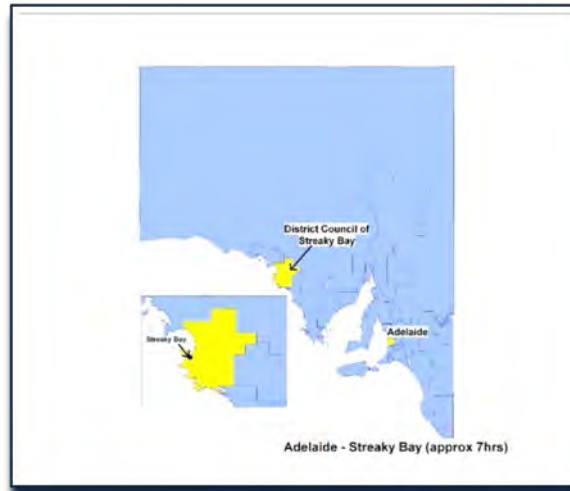 District Council of
Streaky Bay
Adelaide
Streaky Bay
Adelaide - Streaky Bay (approx 7hrs)